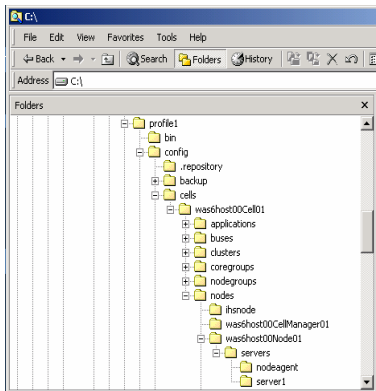 C:\
File Edit View Favorites Tools Help
Back Search Folders History
Address C:\
Folders x
profile1
bin
config
.repository
backup
cells
was6host00Cell01
applications
buses
clusters
coregroups
nodegroups
nodes
ihsnode
was6host00CellManager01
was6host00Node01
servers
nodeagent
server1